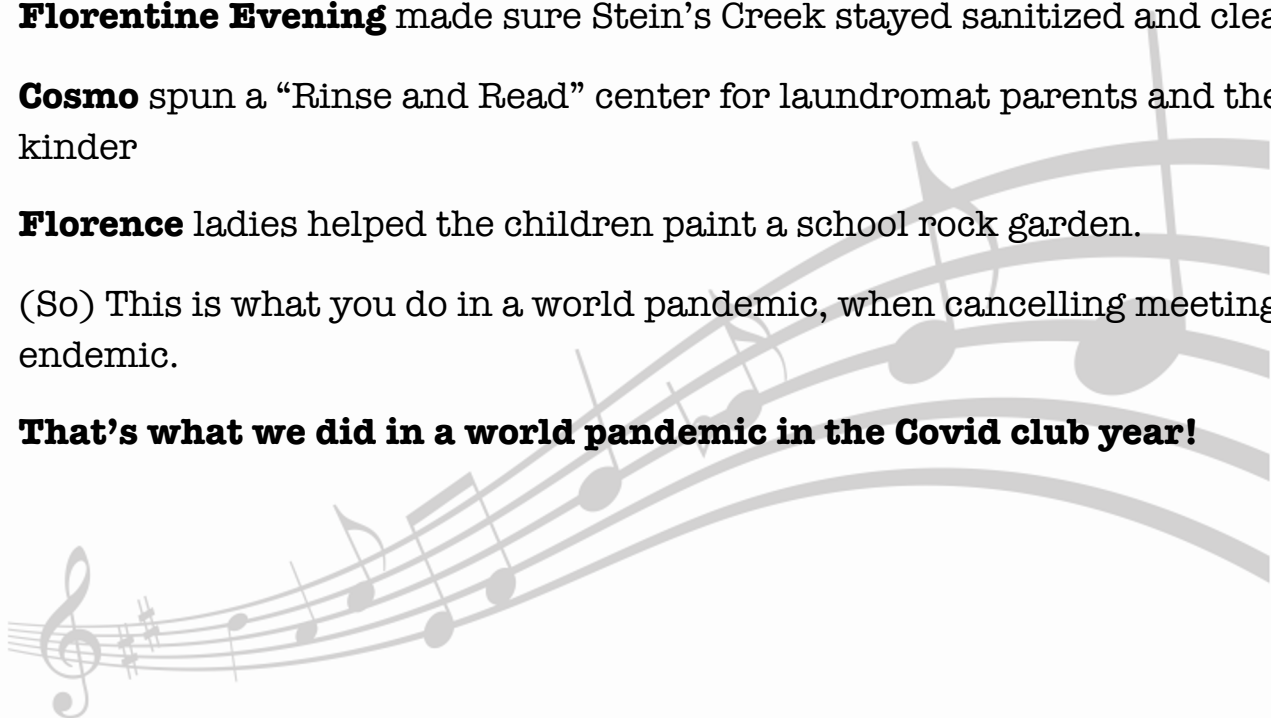 Florentine Evening made sure Stein’s Creek stayed sanitized and clea
Cosmo spun a “Rinse and Read” center for laundromat parents and the
kinder
Florence ladies helped the children paint a school rock garden.
(So) This is what you do in a world pandemic, when cancelling meeting
endemic.
That’s what we did in a world pandemic in the Covid club year!